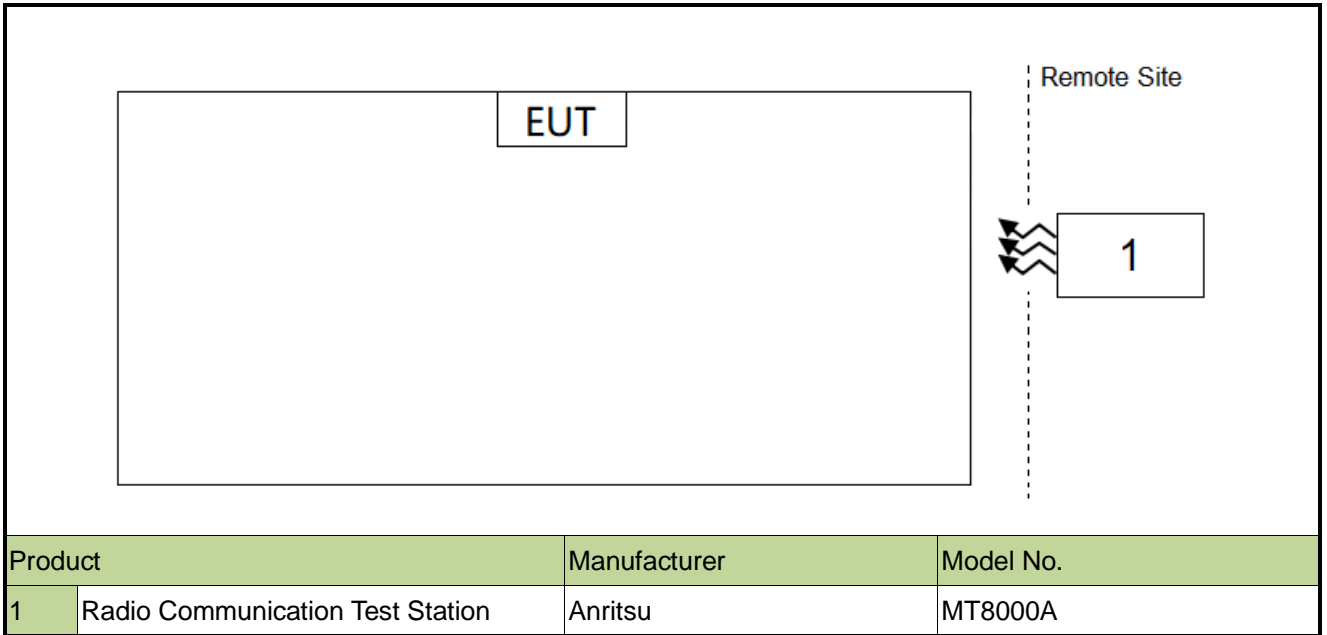 Remote Site
EUT
1
Product Manufacturer Model No.
1 Radio Communication Test Station Anritsu MT8000A